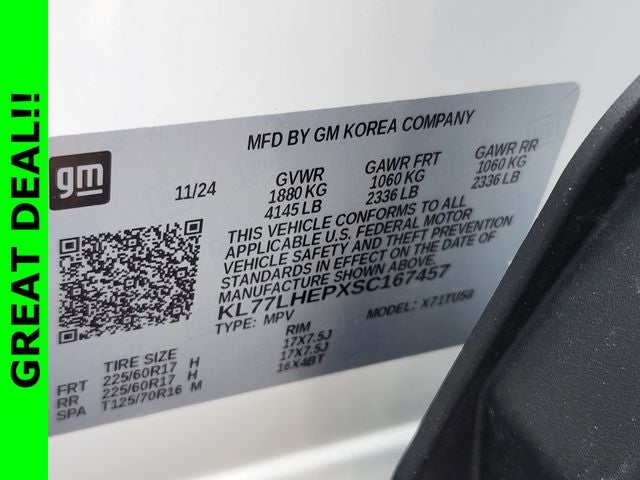 GREAT DEAL!!
gm
MFD BY GM KOREA COMPANY
11/24
GVWR
1880 KG
4145 LB
GAWR FRT
1060 KG
2336 LB
GAWR RR
1060 KG
2336 LB
THIS VEHICLE CONFORMS TO ALL
APPLICABLE U.S. FEDERAL MOTOR
VEHICLE SAFETY AND THEFT PREVENTION
STANDARDS IN EFFECT ON THE DATE OF
MANUFACTURE SHOWN ABOVE.
KL77LHEPXSC167457
TYPE: MPV
MODEL: X71TU58
TIRE SIZE RIM
FRT 225/60R17 H 17X7.5J
RR 225/60R17 H 17X7.5J
SPA T125/70R16 M 16X4BT